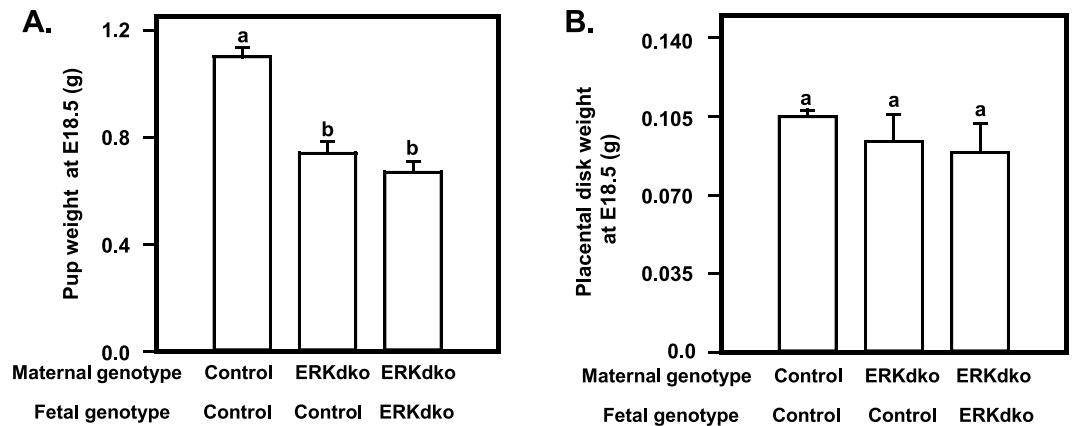 A.
Pup weight at E18.5 (g)
1.2
0.8
0.4
0.0
a
b
b
Maternal genotype Control ERKdko ERKdko
Fetal genotype Control Control ERKdko
B.
Placental disk weight
at E18.5 (g)
0.140
0.105
0.070
0.035
0.0
a
a
a
Maternal genotype Control ERKdko ERKdko
Fetal genotype Control Control ERKdko